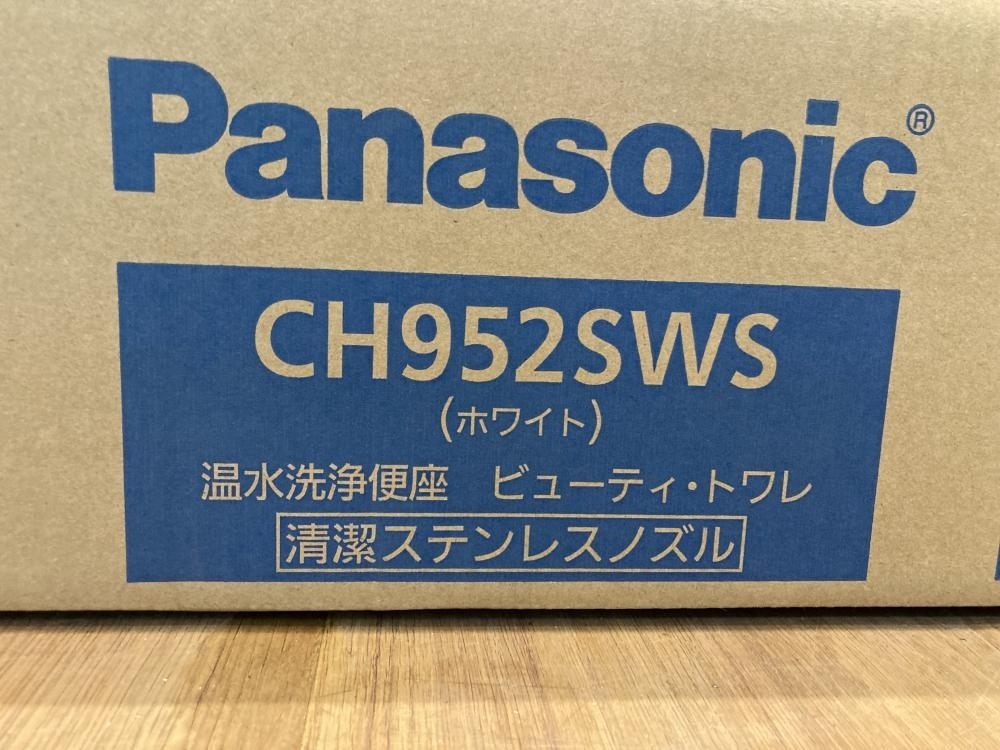 Panasonic®
CH952SWS
(ホワイト)
温水洗浄便座　ビューティ・トワレ
清潔ステンレスノズル